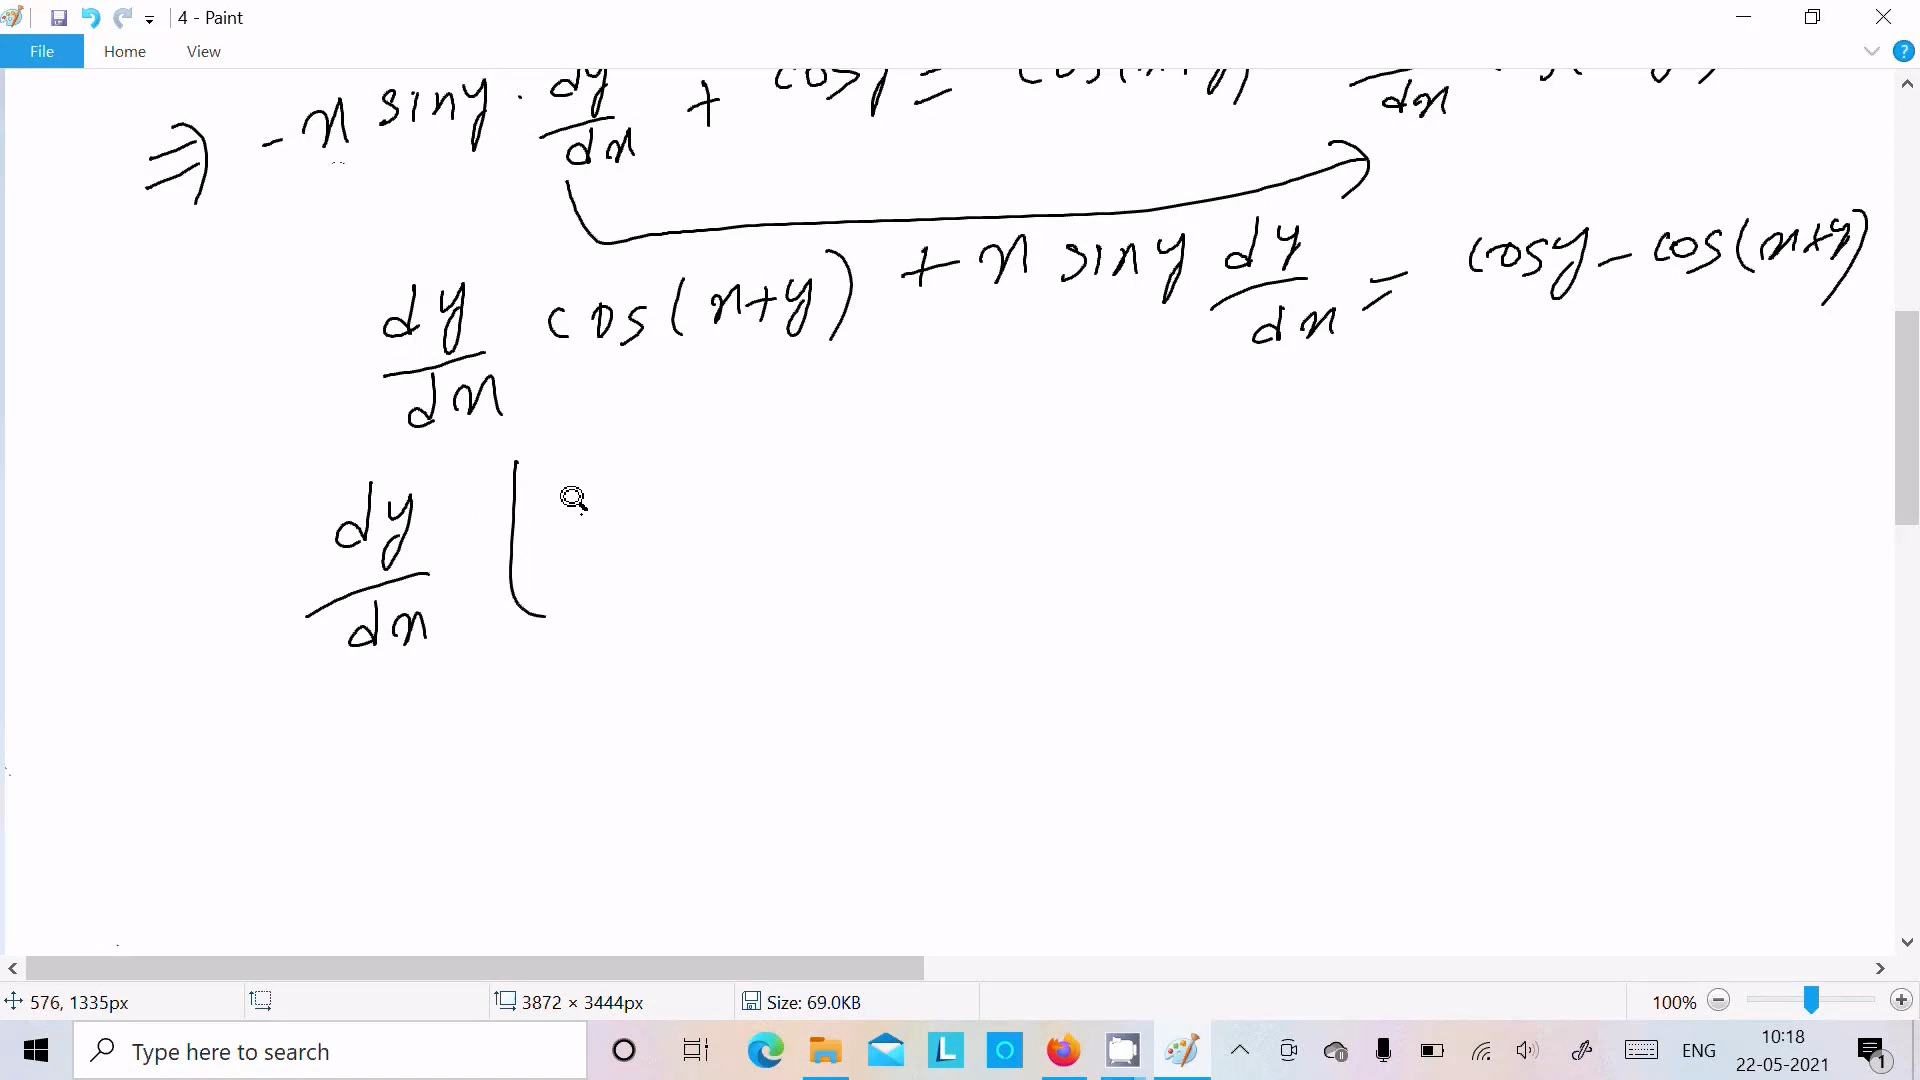 4 - Paint
File Home View
⇒ -x sin y · dy/dx + cos y =
dx
dy/dx cos(x+y) + x sin y dy/dx = cos y - cos(x+y)
dy/dx (
576, 1335px 3872 × 3444px Size: 69.0KB 100%
Type here to search
L
ENG
10:18
22-05-2021
1